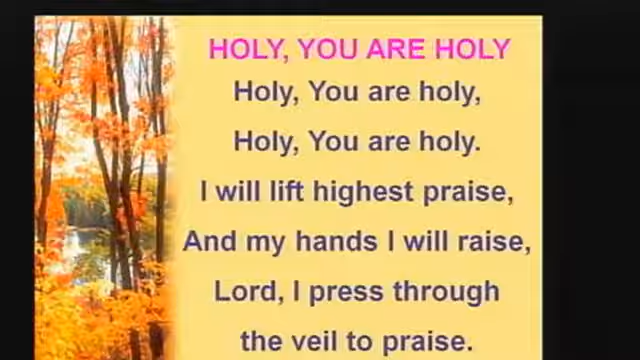 HOLY, YOU ARE HOLY
Holy, You are holy,
Holy, You are holy.
I will lift highest praise,
And my hands I will raise,
Lord, I press through
the veil to praise.